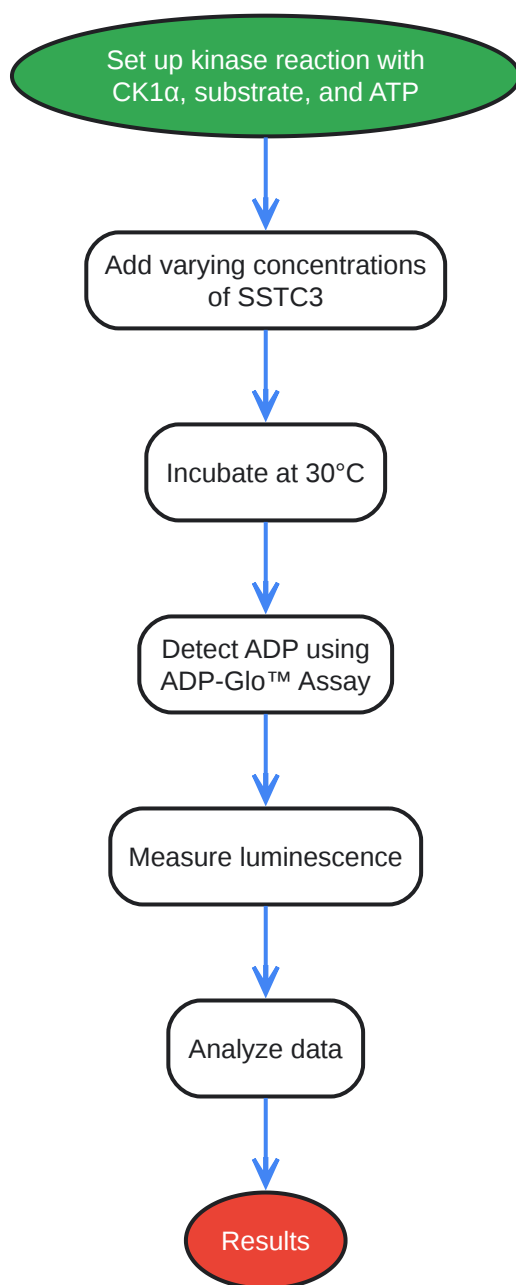 Set up kinase reaction with
CK1α, substrate, and ATP
Add varying concentrations
of SSTC3
Incubate at 30°C
Detect ADP using
ADP-Glo™ Assay
Measure luminescence
Analyze data
Results